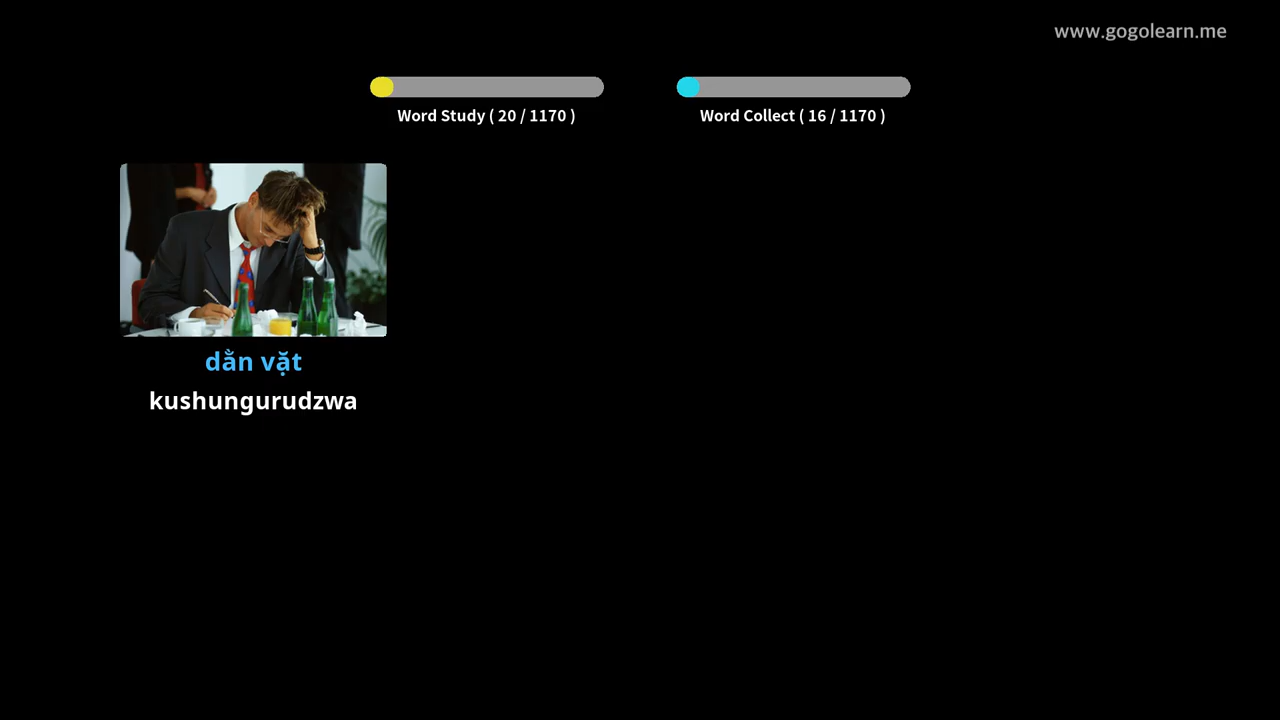 www.gogolearn.me
Word Study ( 20 / 1170 )
Word Collect ( 16 / 1170 )
dằn vặt
kushungurudzwa